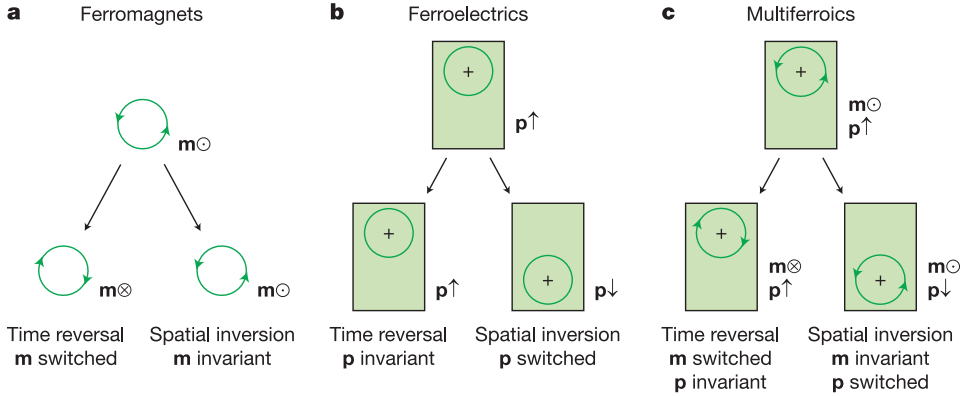 a Ferromagnets
m⊙
m⊗
m⊙
Time reversal
m switched
Spatial inversion
m invariant
b Ferroelectrics
+
p↑
+
p↑
+
p↓
Time reversal
p invariant
Spatial inversion
p switched
c Multiferroics
+
m⊙
p↑
+
m⊗
p↑
+
m⊙
p↓
Time reversal
m switched
p invariant
Spatial inversion
m invariant
p switched